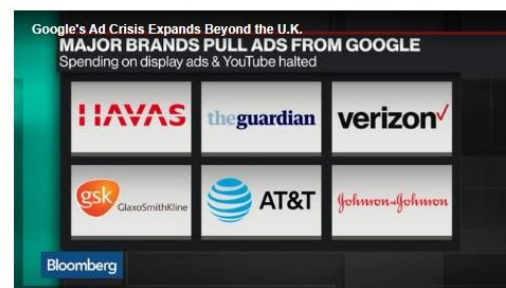 Google's Ad Crisis Expands Beyond the U.K.
MAJOR BRANDS PULL ADS FROM GOOGLE
Spending on display ads & YouTube halted
HAVAS
theguardian
verizon✓
gsk
GlaxoSmithKline
AT&T
Johnson&Johnson
Bloomberg